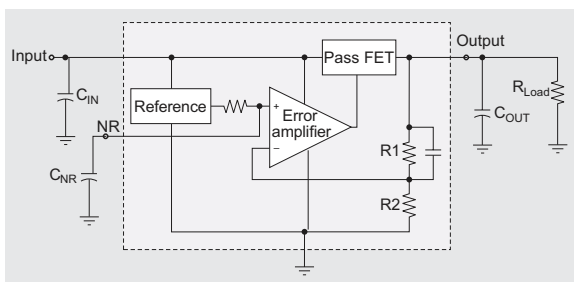 Input
Pass FET
Output
C_IN
Reference
+
Error
amplifier
−
NR
C_NR
R1
R2
C_OUT
R_Load